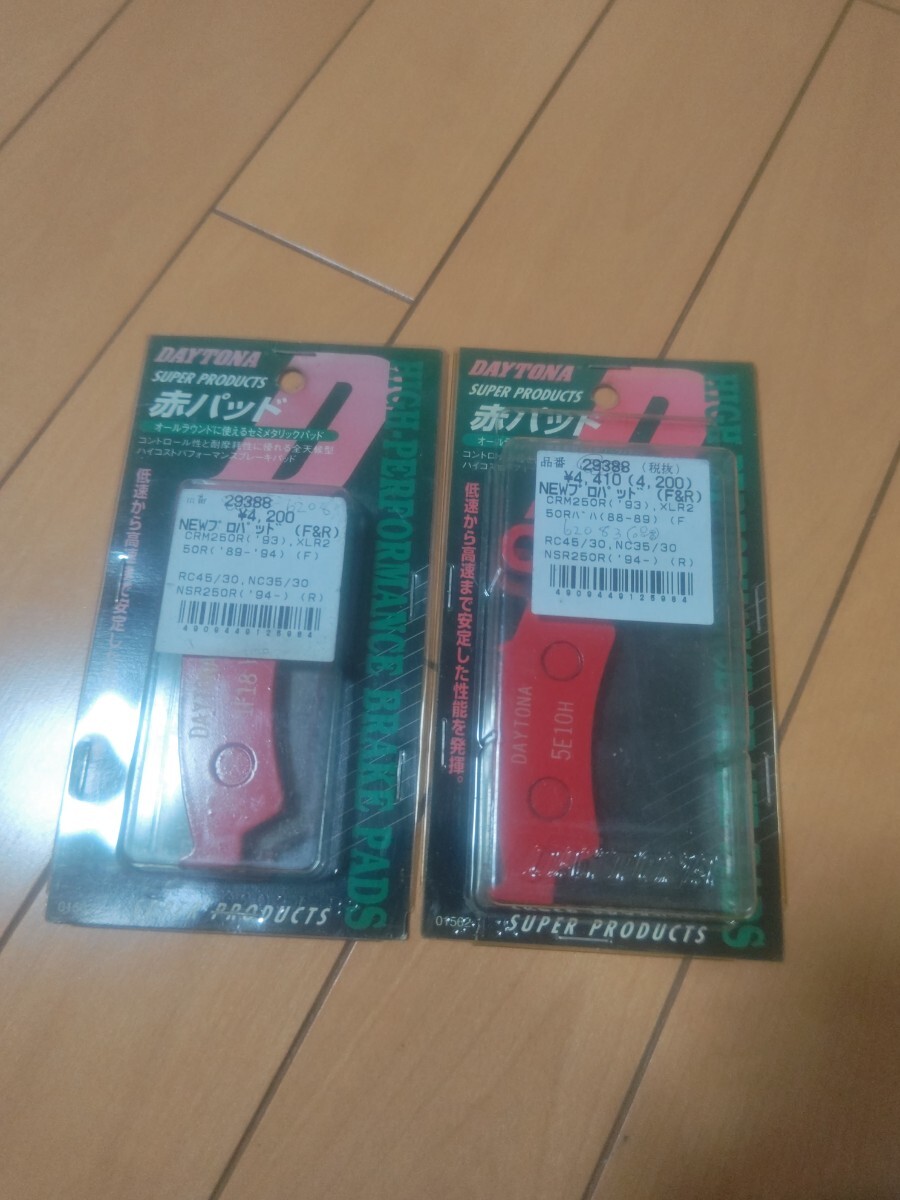 DAYTONA
SUPER PRODUCTS
赤パッド
オールラウンドに使えるセミメタリックパッド
コントロール性と耐摩耗性に優れる全天候型
ハイコストパフォーマンスブレーキパッド
品番 29388
¥4,200
NEWプロパッド (F&R)
CRM250R('93),XLR2
50R('89-'94) (F)
RC45/30,NC35/30
NSR250R('94-) (R)
4909449125984
低速から高速まで安定し
HIGH-PERFORMANCE BRAKE PADS
PRODUCTS
DAYTONA
SUPER PRODUCTS
赤パッド
品番 29388 (税抜)
¥4,410(4,200)
NEWプロパッド (F&R)
CRM250R('93),XLR2
50Rバハ(88-89) (F
62083
RC45/30,NC35/30
NSR250R('94-) (R)
4909449125984
低速から高速まで安定した性能を発揮。
DAYTONA
5E10H
SUPER PRODUCTS